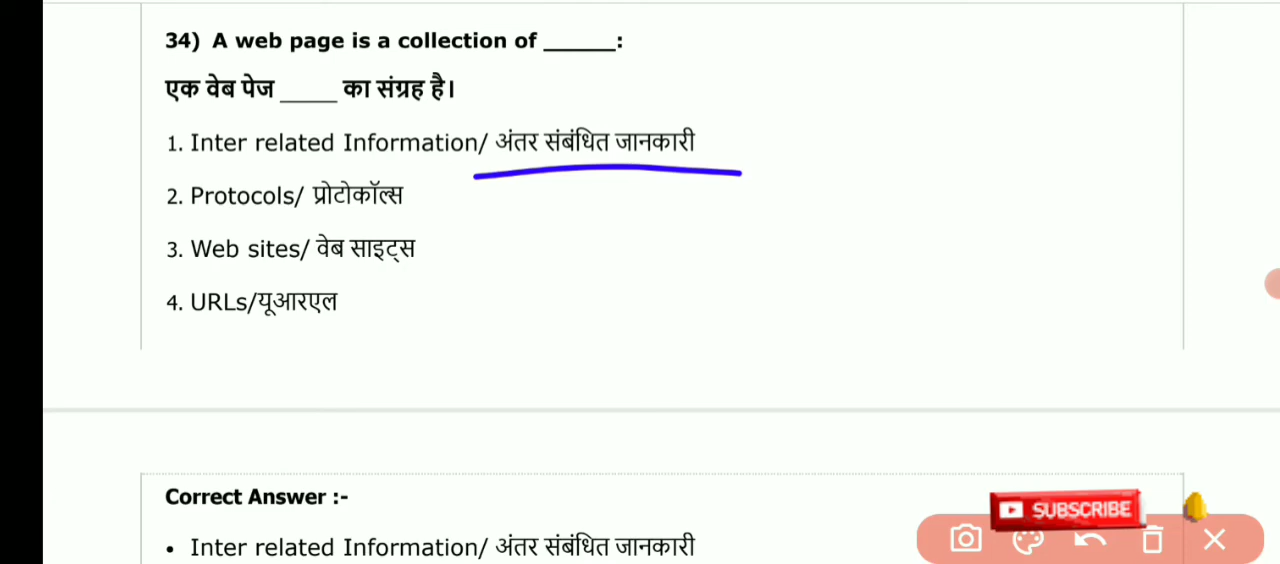 34) A web page is a collection of _____:
एक वेब पेज _____ का संग्रह है।
1. Inter related Information/ अंतर संबंधित जानकारी
2. Protocols/ प्रोटोकॉल्स
3. Web sites/ वेब साइट्स
4. URLs/यूआरएल
Correct Answer :-
SUBSCRIBE
• Inter related Information/ अंतर संबंधित जानकारी